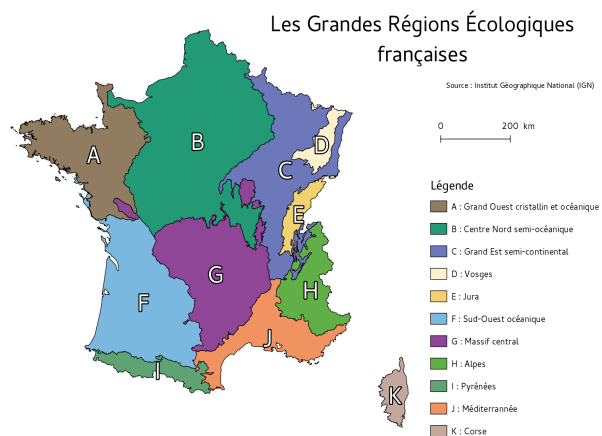 Les Grandes Régions Écologiques
françaises
Source : Institut Géographique National (IGN)
0 200 km
A
B
C
D
E
F
G
H
I
J
K
Légende
A : Grand Ouest cristallin et océanique
B : Centre Nord semi-océanique
C : Grand Est semi-continental
D : Vosges
E : Jura
F : Sud-Ouest océanique
G : Massif central
H : Alpes
I : Pyrénées
J : Méditerrannée
K : Corse